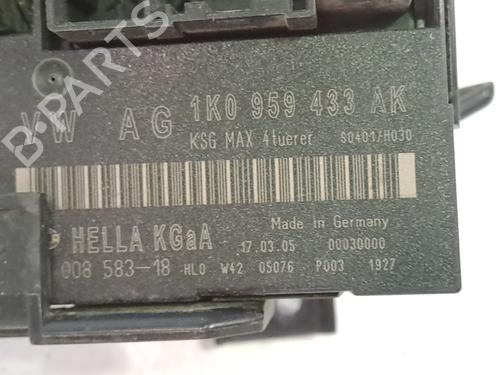 VW AG 1K0 959 433 AK
KSG MAX 4tuerer S0401/H030
HELLA KGaA Made in Germany
17.03.05 00030000
008 583-18 HL0 W42 05076 P003 1927
B-PARTS